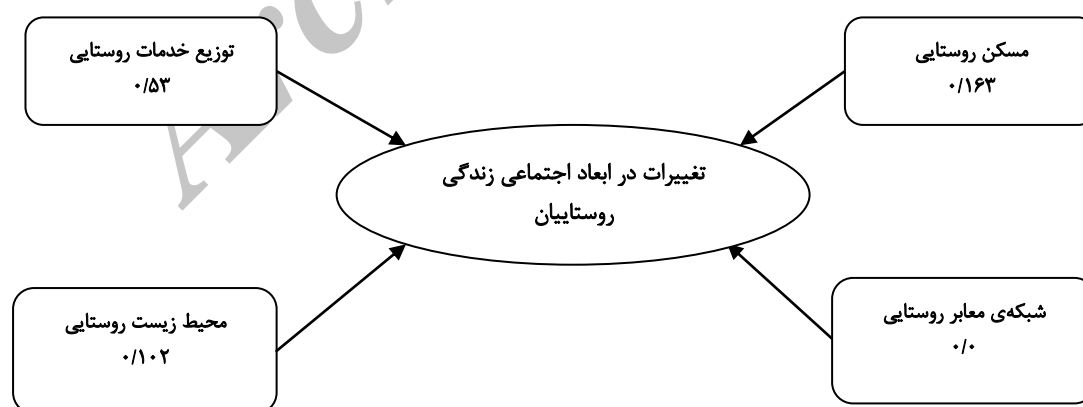 مسکن روستایی
۰/۱۶۳
توزیع خدمات روستایی
۰/۵۳
تغییرات در ابعاد اجتماعی زندگی
روستاییان
شبکه‌ی معابر روستایی
۰/۰
محیط زیست روستایی
۰/۱۰۲